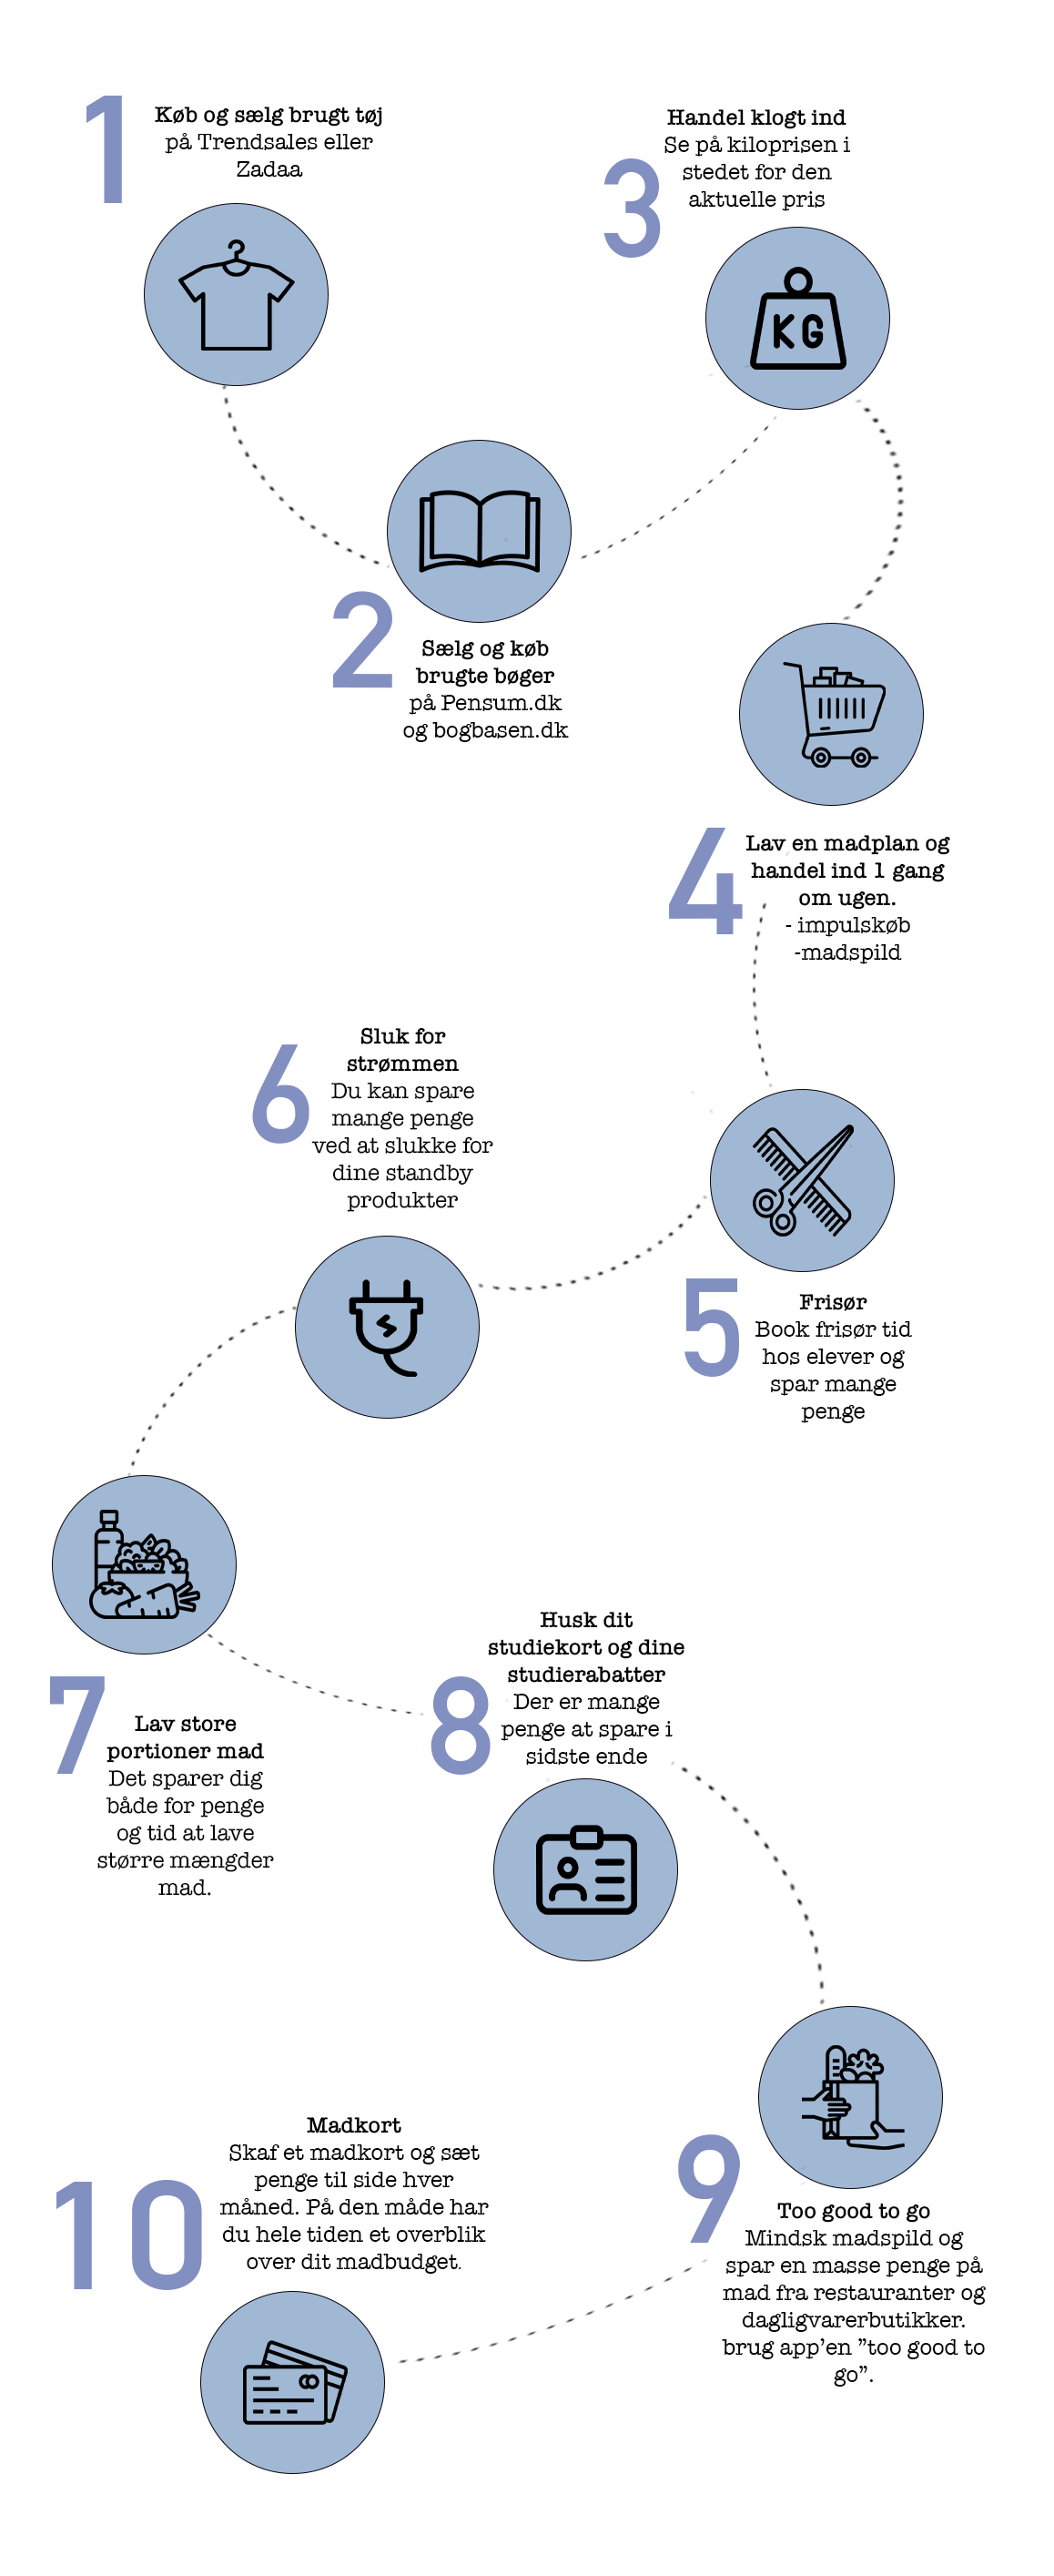 1
Køb og sælg brugt tøj
på Trendsales eller
Zadaa
2
Sælg og køb
brugte bøger
på Pensum.dk
og bogbasen.dk
3
Handel klogt ind
Se på kiloprisen i
stedet for den
aktuelle pris
KG
4
Lav en madplan og
handel ind 1 gang
om ugen.
- impulskøb
-madspild
5
Frisør
Book frisør tid
hos elever og
spar mange
penge
6
Sluk for
strømmen
Du kan spare
mange penge
ved at slukke for
dine standby
produkter
7
Lav store
portioner mad
Det sparer dig
både for penge
og tid at lave
større mængder
mad.
8
Husk dit
studiekort og dine
studierabatter
Der er mange
penge at spare i
sidste ende
9
Too good to go
Mindsk madspild og
spar en masse penge på
mad fra restauranter og
dagligvarerbutikker.
brug app'en ”too good to
go”.
10
Madkort
Skaf et madkort og sæt
penge til side hver
måned. På den måde har
du hele tiden et overblik
over dit madbudget.